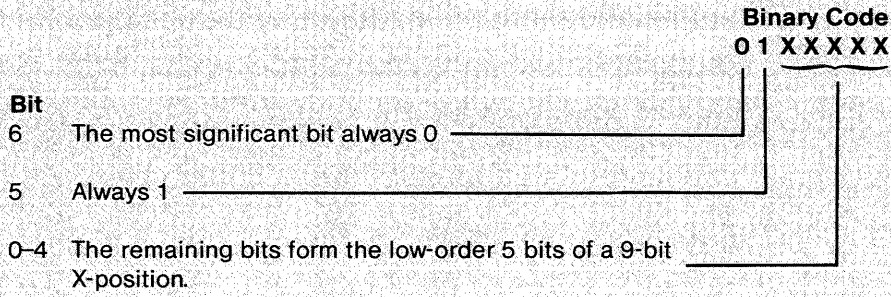 Binary Code
0 1 X X X X X
Bit
6 The most significant bit always 0
5 Always 1
0–4 The remaining bits form the low-order 5 bits of a 9-bit
X-position.